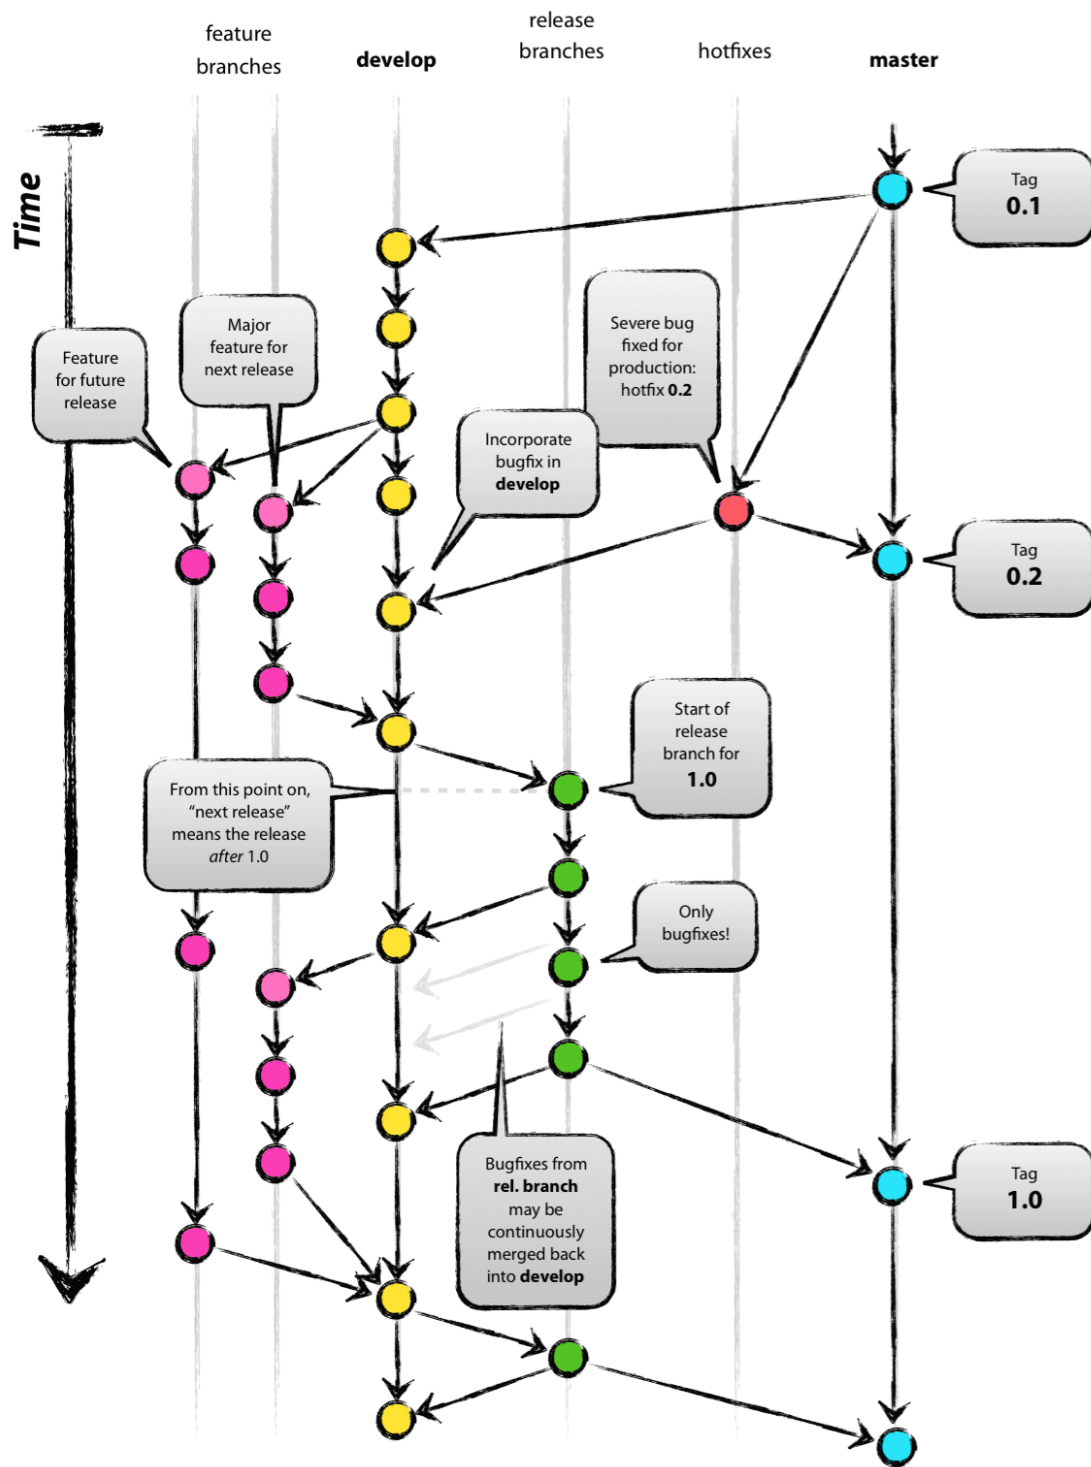 feature
branches
develop
release
branches
hotfixes
master
Time
Tag
0.1
Major
feature for
next release
Severe bug
fixed for
production:
hotfix 0.2
Feature
for future
release
Incorporate
bugfix in
develop
Tag
0.2
Start of
release
branch for
1.0
From this point on,
“next release”
means the release
after 1.0
Only
bugfixes!
Bugfixes from
rel. branch
may be
continuously
merged back
into develop
Tag
1.0